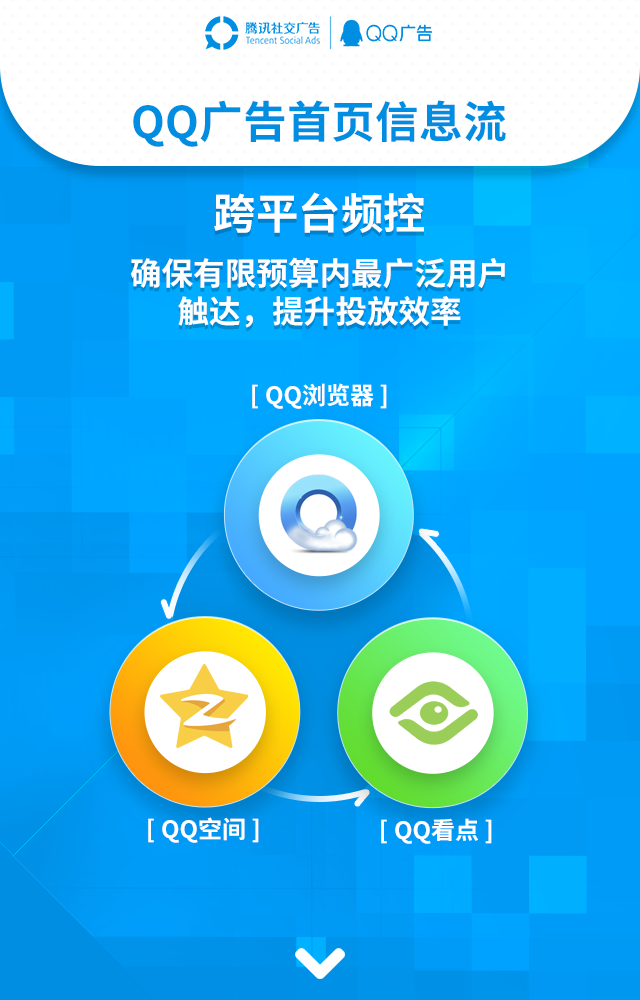 腾讯社交广告
Tencent Social Ads
QQ广告
QQ广告首页信息流
跨平台频控
确保有限预算内最广泛用户
触达，提升投放效率
[ QQ浏览器 ]
[ QQ空间 ]
[ QQ看点 ]